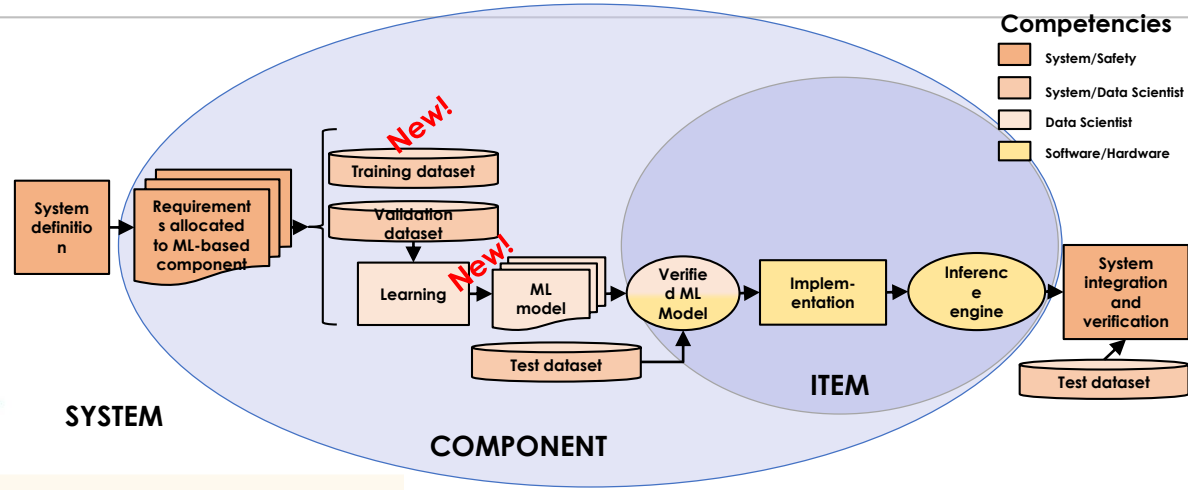 Competencies
System/Safety
System/Data Scientist
Data Scientist
Software/Hardware
New!
Training dataset
System
definitio
n
Requirement
s allocated
to ML-based
component
Validation
dataset
New!
Learning
ML
model
Verifie
d ML
Model
Implem-
entation
Inferenc
e
engine
System
integration
and
verification
Test dataset
Test dataset
ITEM
SYSTEM
COMPONENT